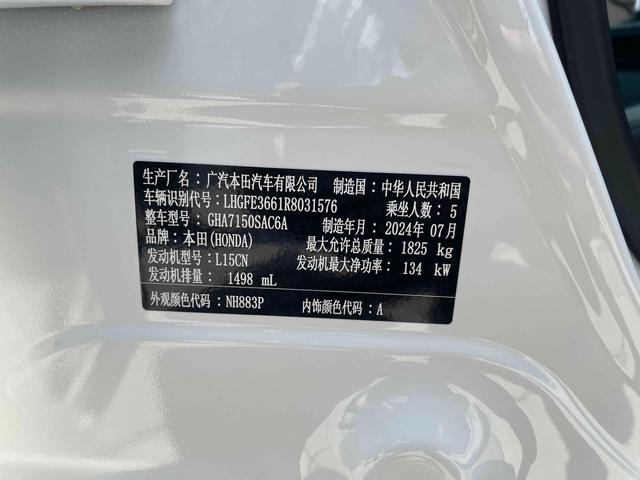 生产厂名：广汽本田汽车有限公司 制造国：中华人民共和国
车辆识别代号：LHGFE3661R8031576 乘坐人数：5
整车型号：GHA7150SAC6A 制造年月：2024年07月
品牌：本田(HONDA) 最大允许总质量：1825 kg
发动机型号：L15CN 发动机最大净功率：134 kW
发动机排量：1498 mL
外观颜色代码：NH883P 内饰颜色代码：A